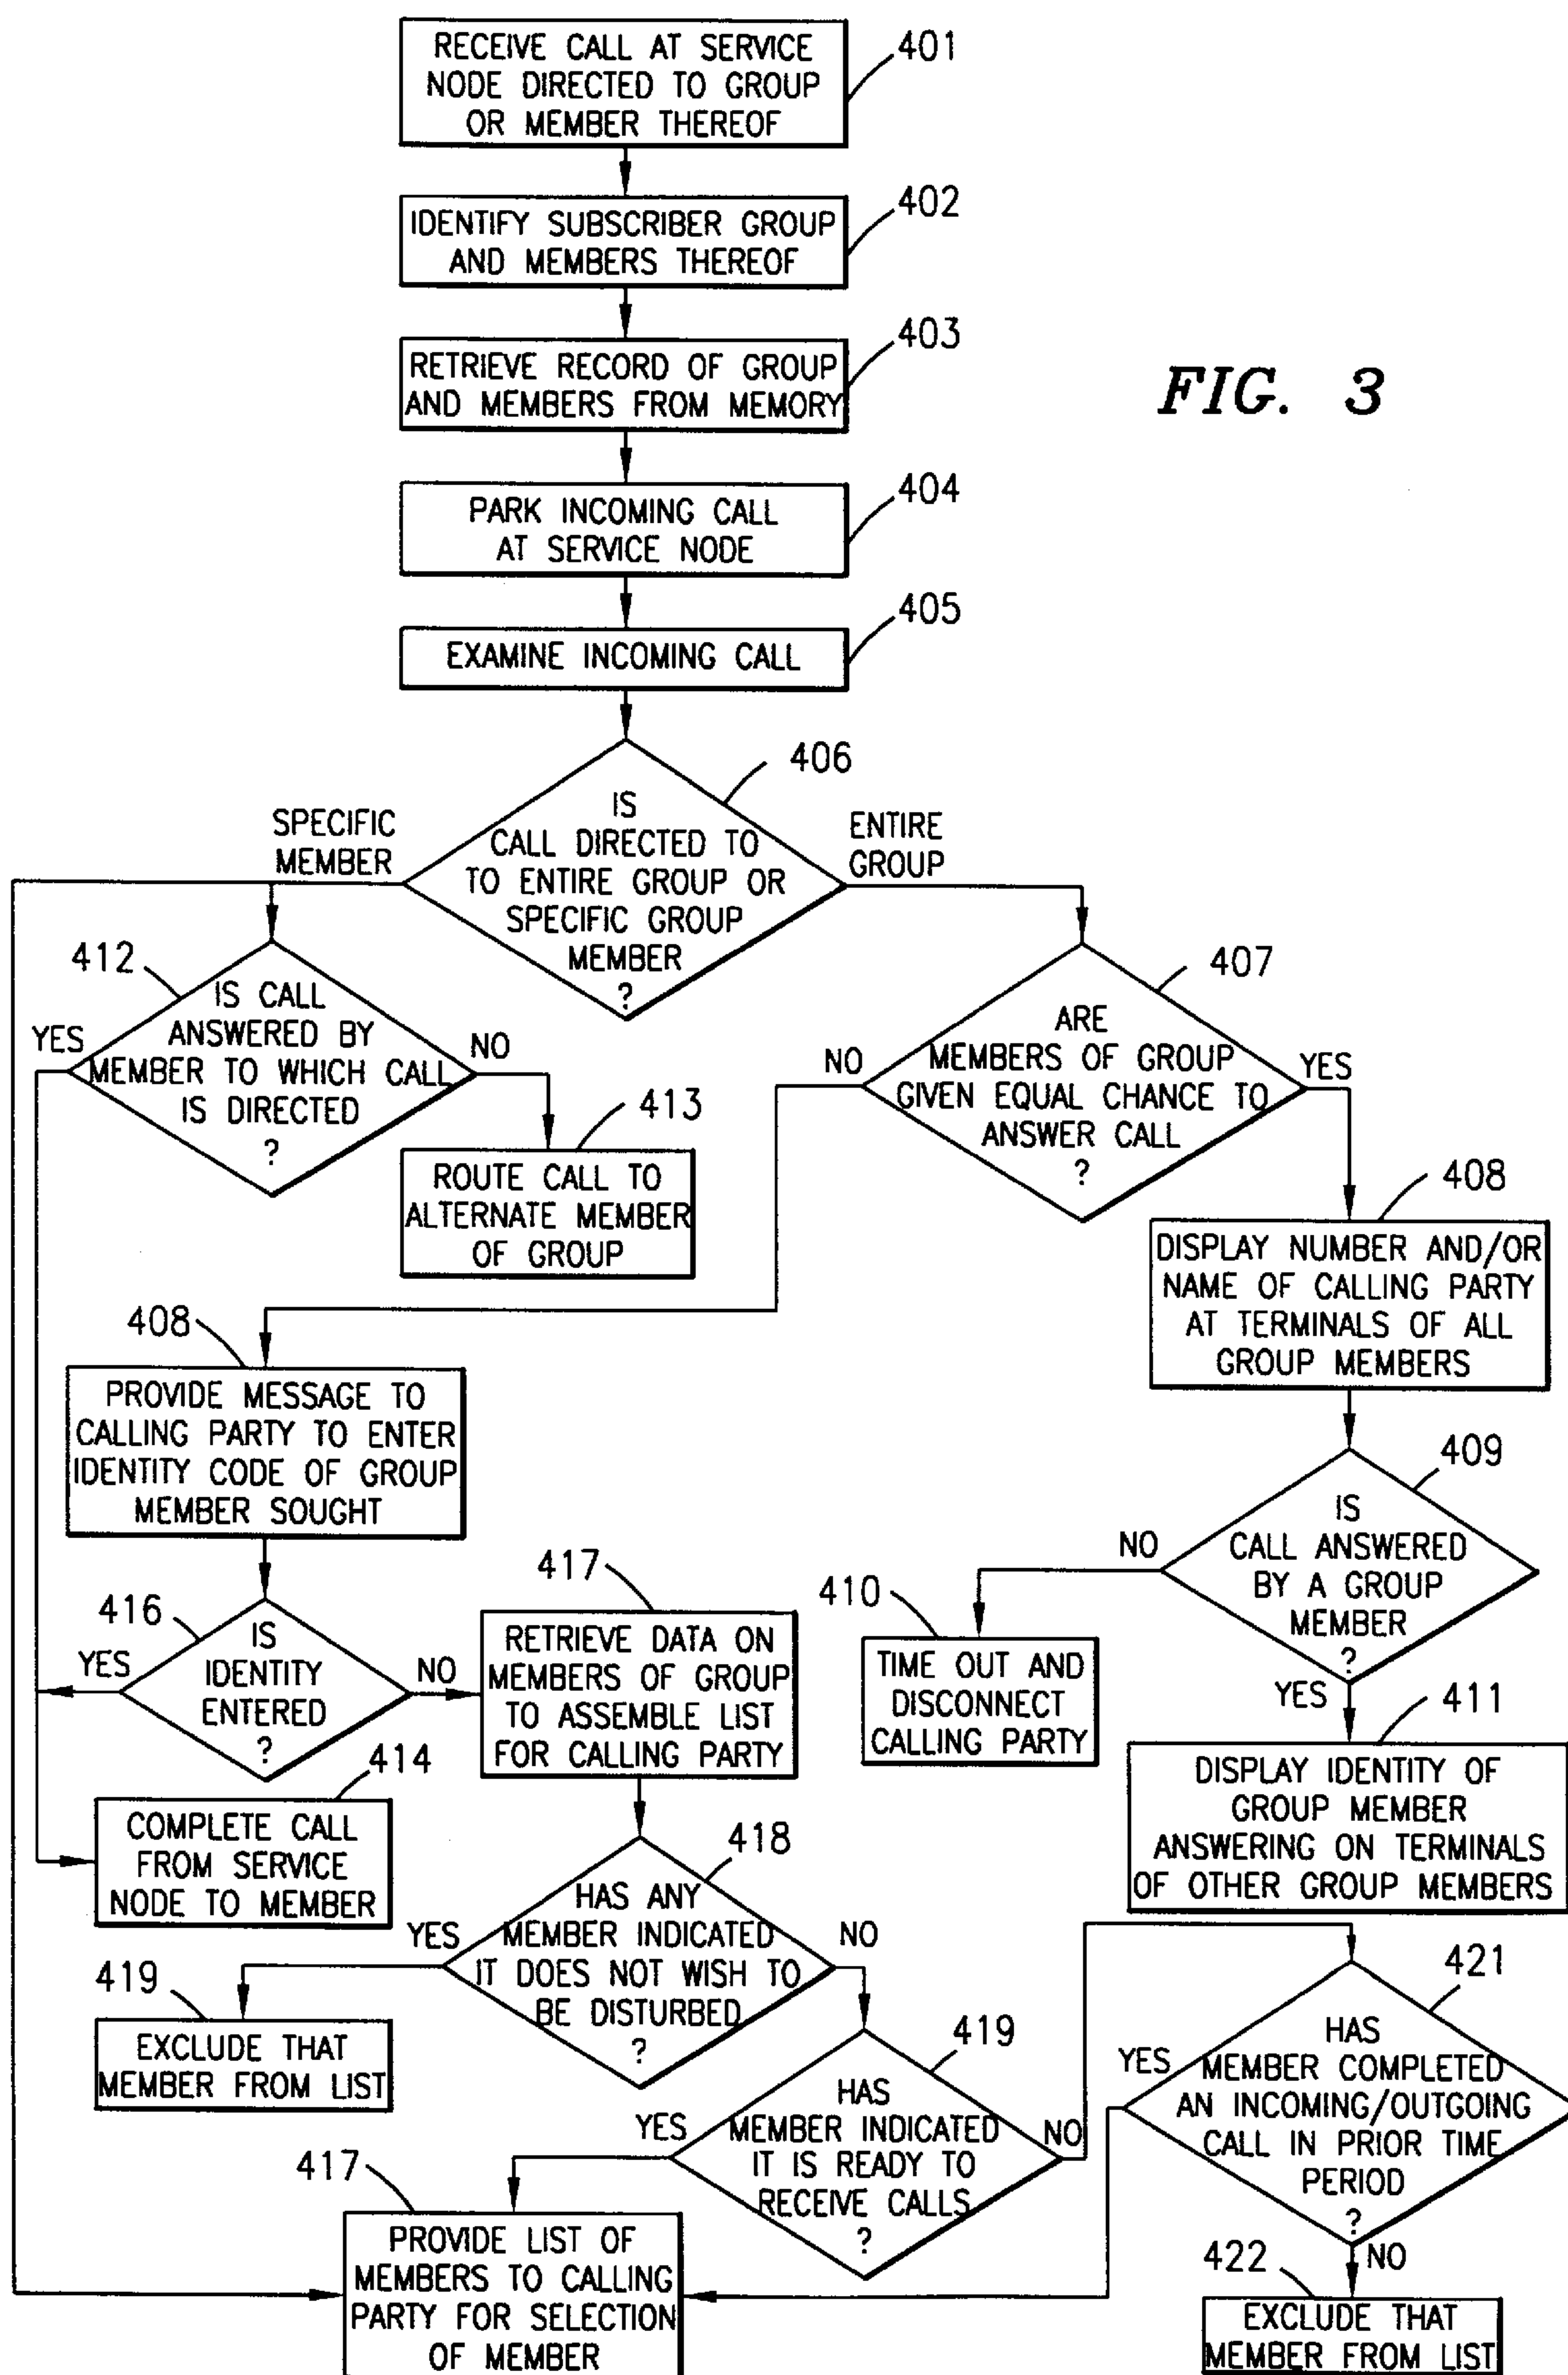 RECEIVE CALL AT SERVICE
NODE DIRECTED TO GROUP
OR MEMBER THEREOF
401
IDENTIFY SUBSCRIBER GROUP
AND MEMBERS THEREOF
402
RETRIEVE RECORD OF GROUP
AND MEMBERS FROM MEMORY
403
FIG. 3
PARK INCOMING CALL
AT SERVICE NODE
404
EXAMINE INCOMING CALL
405
406
IS
CALL DIRECTED TO
TO ENTIRE GROUP OR
SPECIFIC GROUP
MEMBER
?
SPECIFIC
MEMBER
ENTIRE
GROUP
412
IS CALL
ANSWERED BY
MEMBER TO WHICH CALL
IS DIRECTED
?
YES
NO
413
ROUTE CALL TO
ALTERNATE MEMBER
OF GROUP
407
ARE
MEMBERS OF GROUP
GIVEN EQUAL CHANCE TO
ANSWER CALL
?
NO
YES
408
DISPLAY NUMBER AND/OR
NAME OF CALLING PARTY
AT TERMINALS OF ALL
GROUP MEMBERS
408
PROVIDE MESSAGE TO
CALLING PARTY TO ENTER
IDENTITY CODE OF GROUP
MEMBER SOUGHT
409
IS
CALL ANSWERED
BY A GROUP
MEMBER
?
NO
YES
410
TIME OUT AND
DISCONNECT
CALLING PARTY
411
DISPLAY IDENTITY OF
GROUP MEMBER
ANSWERING ON TERMINALS
OF OTHER GROUP MEMBERS
416
IS
IDENTITY
ENTERED
?
YES
NO
417
RETRIEVE DATA ON
MEMBERS OF GROUP
TO ASSEMBLE LIST
FOR CALLING PARTY
414
COMPLETE CALL
FROM SERVICE
NODE TO MEMBER
418
HAS ANY
MEMBER INDICATED
IT DOES NOT WISH TO
BE DISTURBED
?
YES
NO
419
EXCLUDE THAT
MEMBER FROM LIST
419
HAS
MEMBER INDICATED
IT IS READY TO
RECEIVE CALLS
?
YES
NO
421
HAS
MEMBER COMPLETED
AN INCOMING/OUTGOING
CALL IN PRIOR TIME
PERIOD
?
YES
NO
417
PROVIDE LIST OF
MEMBERS TO CALLING
PARTY FOR SELECTION
OF MEMBER
422
EXCLUDE THAT
MEMBER FROM LIST